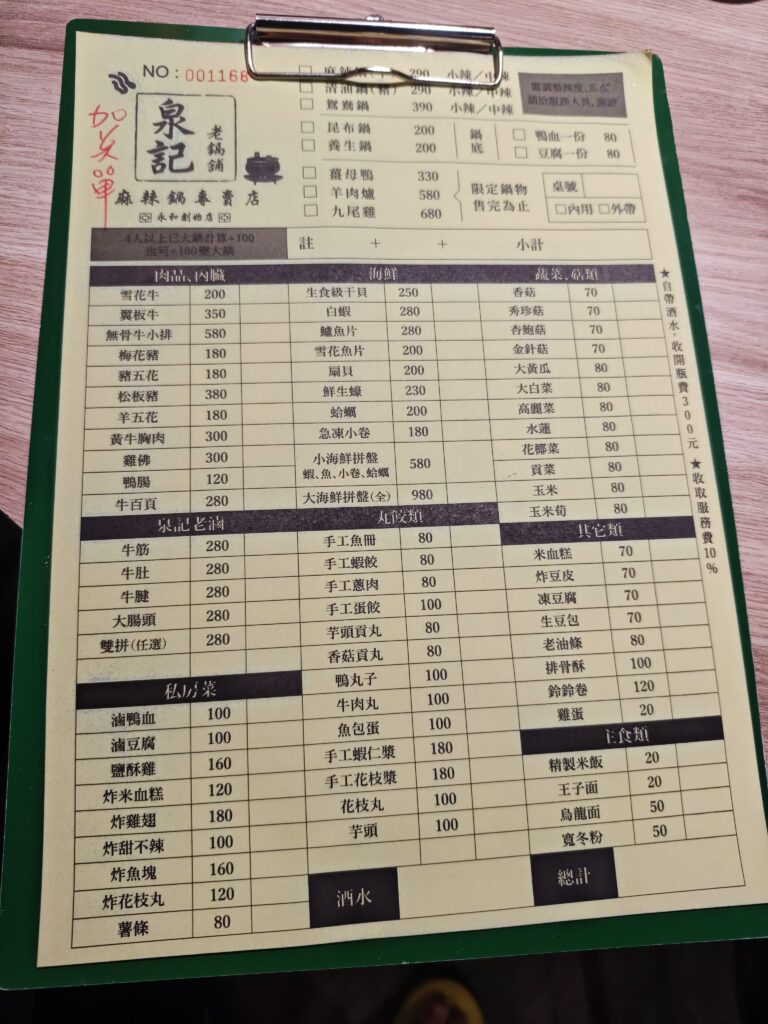 NO：001168
加芙單
泉記
老鍋舖
麻辣鍋專賣店
永和創始店
290 小辣／中辣
清油鍋(豬) 290 小辣／中辣
鴛鴦鍋 390 小辣／中辣
昆布鍋 200
養生鍋 200
鍋底
鴨血一份 80
豆腐一份 80
薑母鴨 330
羊肉爐 580
九尾雞 680
限定鍋物
售完為止
桌號
內用 外帶
4人以上已大鍋計算+100
也可+100變大鍋
註 + + 小計
肉品、內臟
雪花牛 200
翼板牛 350
無骨牛小排 580
梅花豬 180
豬五花 180
松板豬 380
羊五花 180
黃牛胸肉 300
雞佛 300
鴨腸 120
牛百頁 280
泉記老滷
牛筋 280
牛肚 280
牛腱 280
大腸頭 280
雙拼(任選) 280
私房菜
滷鴨血 100
滷豆腐 100
鹽酥雞 160
炸米血糕 120
炸雞翅 180
炸甜不辣 100
炸魚塊 160
炸花枝丸 120
薯條 80
海鮮
生食級干貝 250
白蝦 280
鱸魚片 280
雪花魚片 200
扇貝 200
鮮生蠔 230
蛤蠣 200
急凍小卷 180
小海鮮拼盤 580
蝦、魚、小卷、蛤蠣
大海鮮拼盤(全) 980
丸餃類
手工魚冊 80
手工蝦餃 80
手工蔥肉 80
手工蛋餃 100
芋頭貢丸 80
香菇貢丸 80
鴨丸子 100
牛肉丸 100
魚包蛋 100
手工蝦仁漿 180
手工花枝漿 180
花枝丸 100
芋頭 100
酒水
蔬菜、菇類
香菇 70
秀珍菇 70
杏鮑菇 70
金針菇 70
大黃瓜 80
大白菜 80
高麗菜 80
水蓮 80
花椰菜 80
貢菜 80
玉米 80
玉米荀 80
其它類
米血糕 70
炸豆皮 70
凍豆腐 70
生豆包 70
老油條 80
排骨酥 100
鈴鈴卷 120
雞蛋 20
主食類
精製米飯 20
王子面 20
烏龍面 50
寬冬粉 50
總計
★自帶酒水，收開瓶費300元 ★收取服務費10%